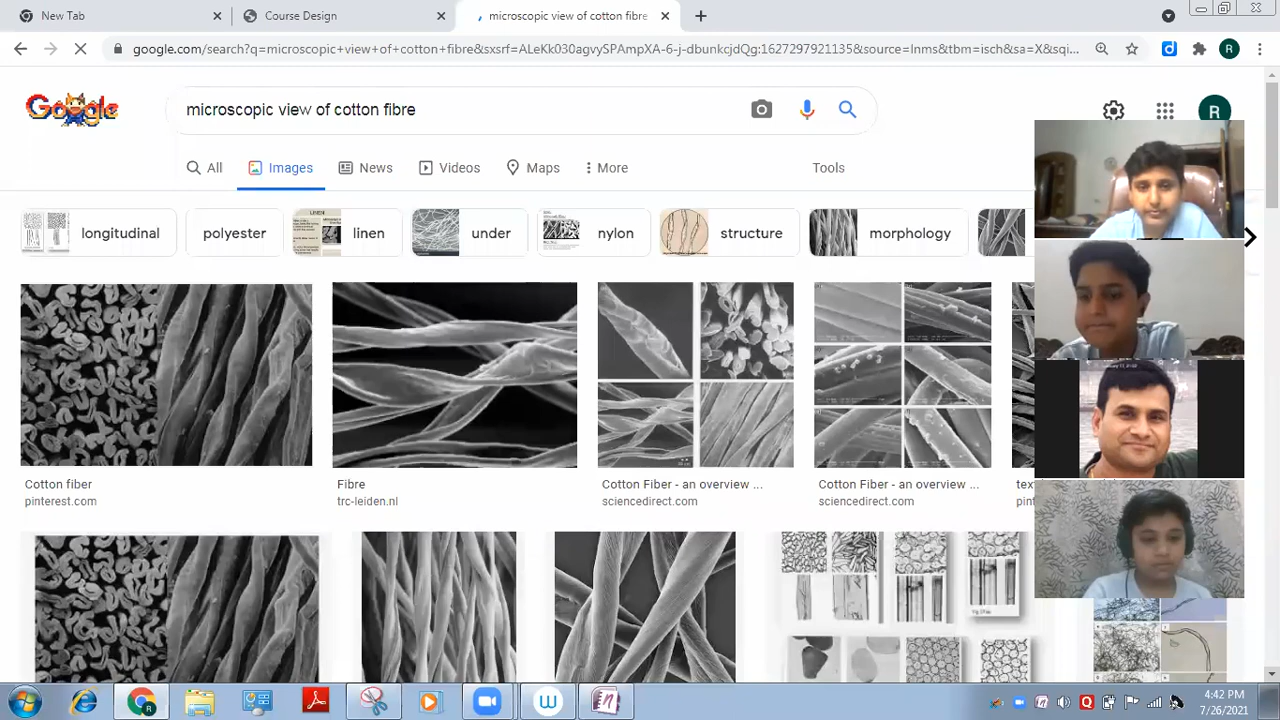 New Tab
Course Design
microscopic view of cotton fibre
google.com/search?q=microscopic+view+of+cotton+fibre&sxsrf=ALeKk030agvySPAmpXA-6-j-dbunkcjdQg:1627297921135&source=lnms&tbm=isch&sa=X&sqi...
R
Google
microscopic view of cotton fibre
R
All
Images
News
Videos
Maps
More
Tools
longitudinal
polyester
linen
under
nylon
structure
morphology
Cotton fiber
pinterest.com
Fibre
trc-leiden.nl
Cotton Fiber - an overview ...
sciencedirect.com
Cotton Fiber - an overview ...
sciencedirect.com
4:42 PM
7/26/2021